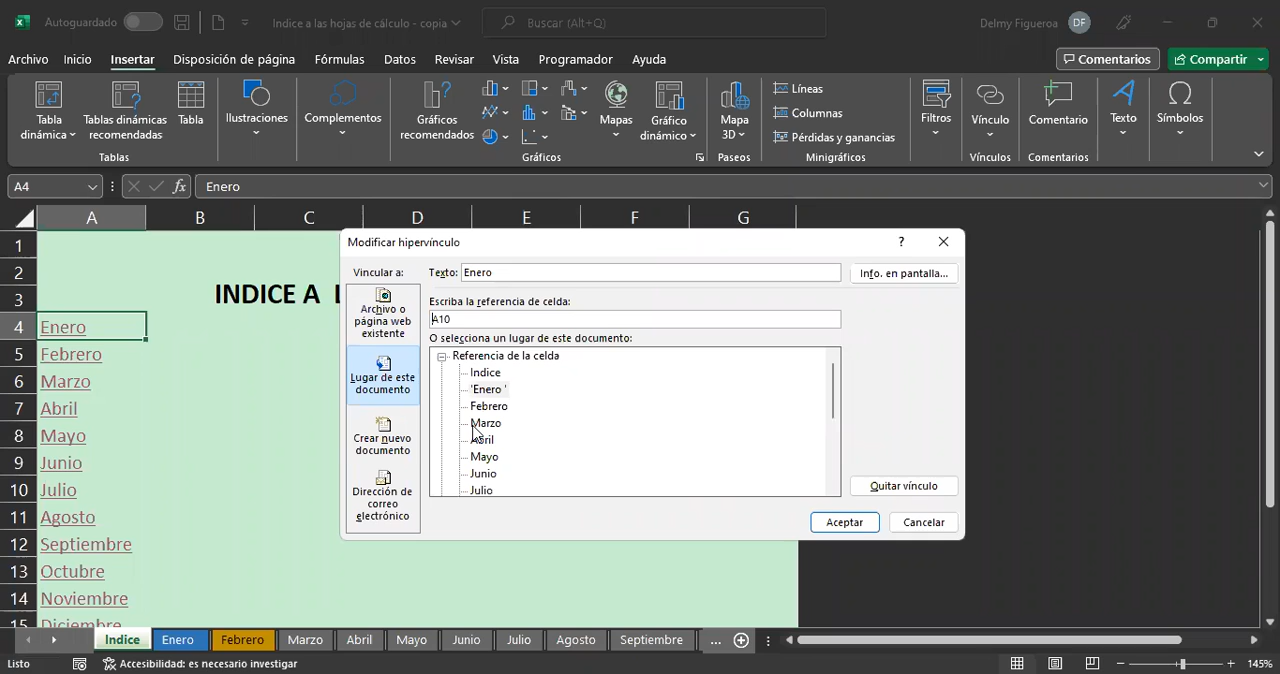 Autoguardado
Indice a las hojas de cálculo - copia
Buscar (Alt+Q)
Delmy Figueroa
DF
Archivo
Inicio
Insertar
Disposición de página
Fórmulas
Datos
Revisar
Vista
Programador
Ayuda
Comentarios
Compartir
Tabla dinámica
Tablas dinámicas recomendadas
Tabla
Ilustraciones
Complementos
Gráficos recomendados
Mapas
Gráfico dinámico
Mapa 3D
Líneas
Columnas
Pérdidas y ganancias
Filtros
Vínculo
Comentario
Texto
Símbolos
Tablas
Gráficos
Paseos
Minigráficos
Vínculos
Comentarios
A4
fx
Enero
A B C D E F G
1
2
3 INDICE A L
4 Enero
5 Febrero
6 Marzo
7 Abril
8 Mayo
9 Junio
10 Julio
11 Agosto
12 Septiembre
13 Octubre
14 Noviembre
15 Diciembre
Modificar hipervínculo
?
Vincular a:
Texto: Enero
Info. en pantalla...
Archivo o página web existente
Lugar de este documento
Crear nuevo documento
Dirección de correo electrónico
Escriba la referencia de celda:
A10
O selecciona un lugar de este documento:
Referencia de la celda
Indice
'Enero '
Febrero
Marzo
Abril
Mayo
Junio
Julio
Quitar vínculo
Aceptar
Cancelar
Indice Enero Febrero Marzo Abril Mayo Junio Julio Agosto Septiembre ...
Listo
Accesibilidad: es necesario investigar
145%